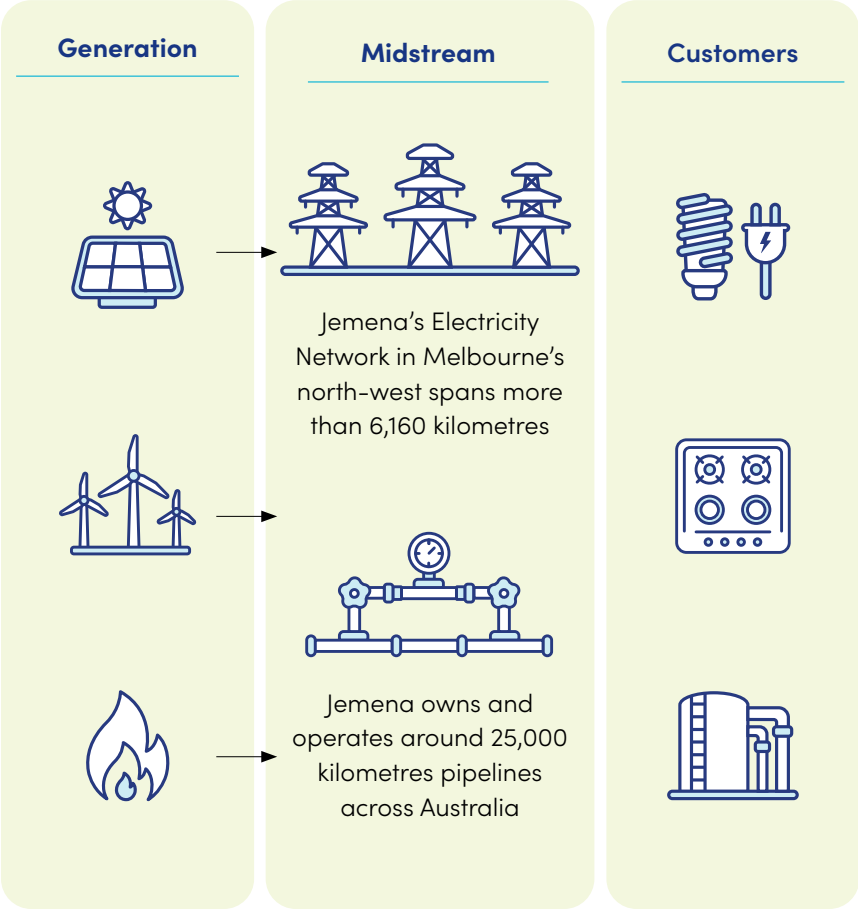 Generation
Midstream
Customers
Jemena’s Electricity
Network in Melbourne’s
north-west spans more
than 6,160 kilometres
Jemena owns and
operates around 25,000
kilometres pipelines
across Australia